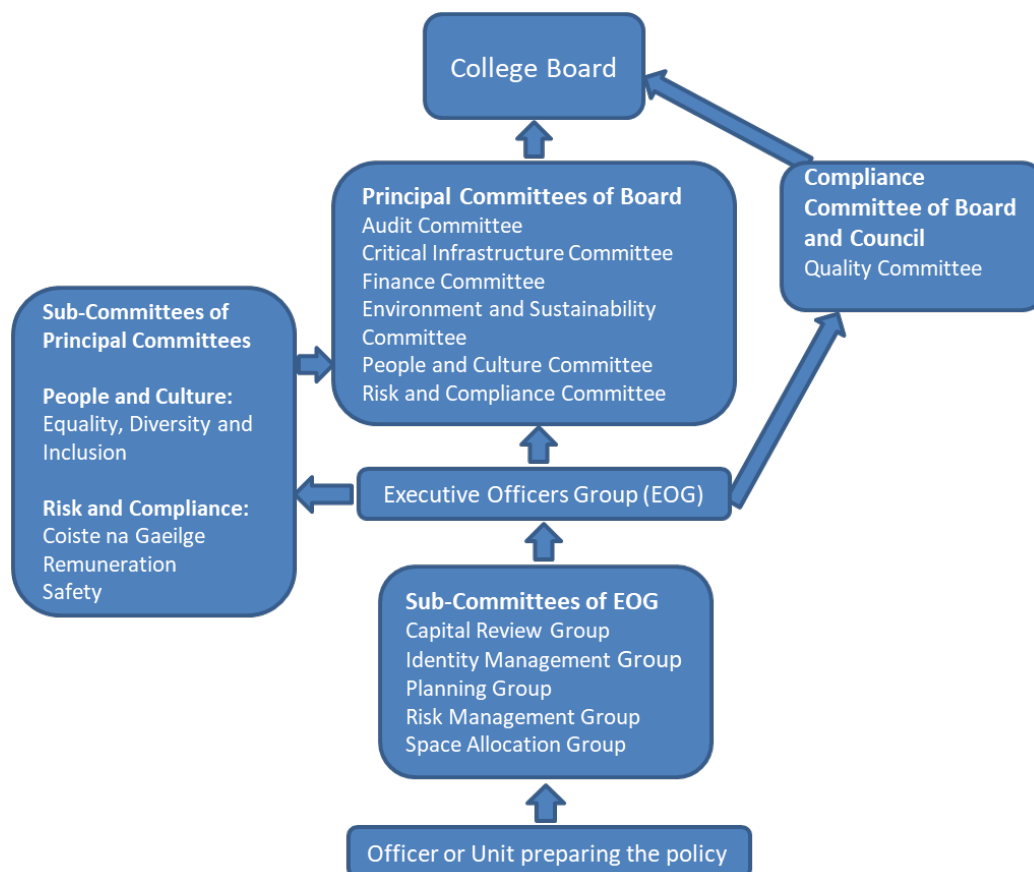 College Board
Principal Committees of Board
Audit Committee
Critical Infrastructure Committee
Finance Committee
Environment and Sustainability
Committee
People and Culture Committee
Risk and Compliance Committee
Compliance
Committee of Board
and Council
Quality Committee
Sub-Committees of
Principal Committees
People and Culture:
Equality, Diversity and
Inclusion
Risk and Compliance:
Coiste na Gaeilge
Remuneration
Safety
Executive Officers Group (EOG)
Sub-Committees of EOG
Capital Review Group
Identity Management Group
Planning Group
Risk Management Group
Space Allocation Group
Officer or Unit preparing the policy